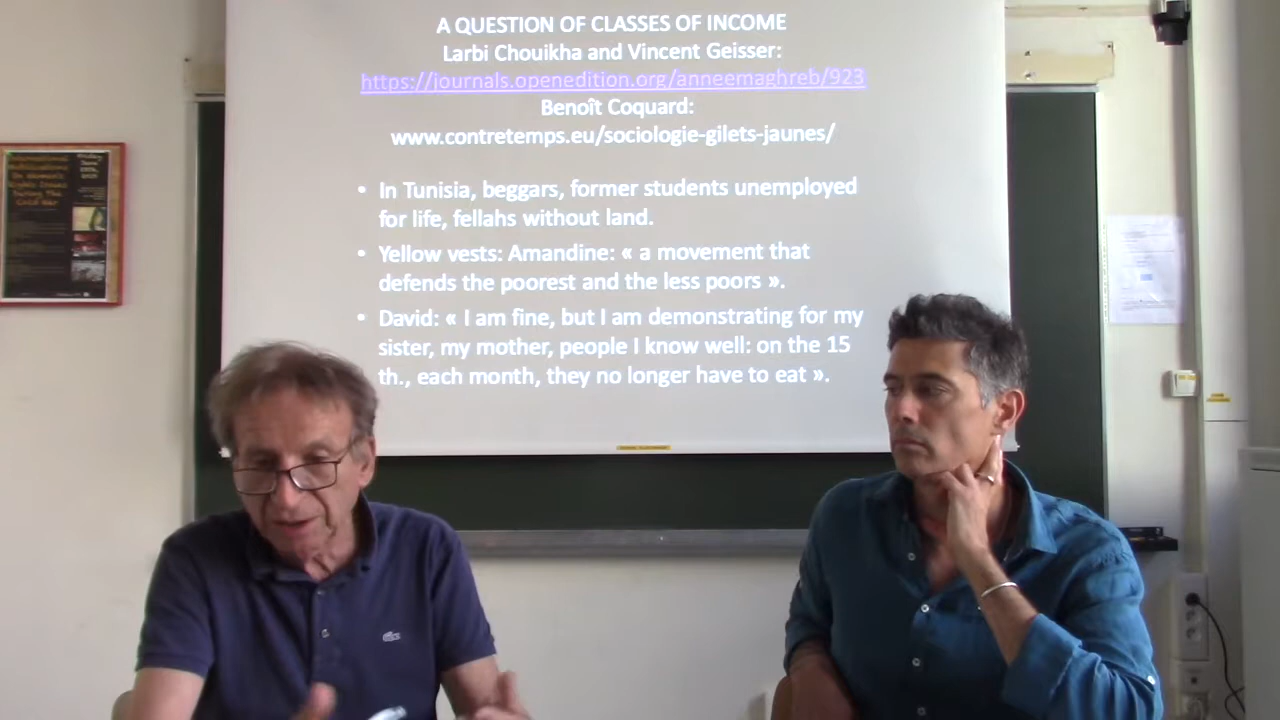 A QUESTION OF CLASSES OF INCOME
Larbi Chouikha and Vincent Geisser:
https://journals.openedition.org/anneemaghreb/923
Benoît Coquard:
www.contretemps.eu/sociologie-gilets-jaunes/
• In Tunisia, beggars, former students unemployed
for life, fellahs without land.
• Yellow vests: Amandine: « a movement that
defends the poorest and the less poors ».
• David: « I am fine, but I am demonstrating for my
sister, my mother, people I know well: on the 15
th., each month, they no longer have to eat ».